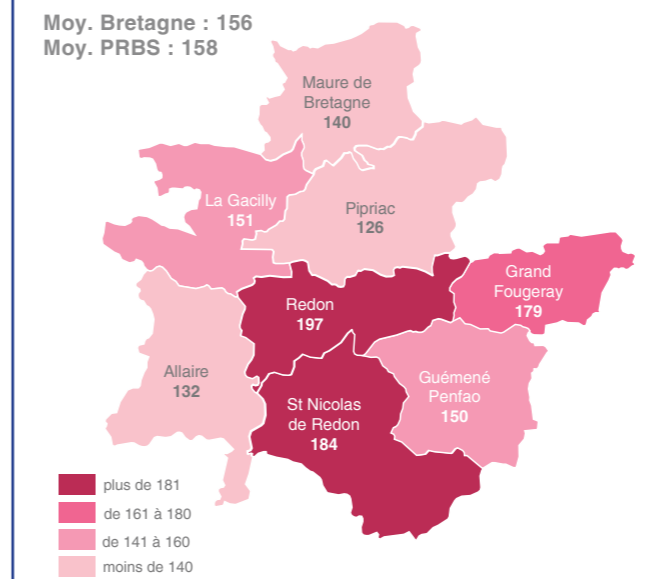 Moy. Bretagne : 156
Moy. PRBS : 158
Maure de
Bretagne
140
La Gacilly
151
Pipriac
126
Grand
Fougeray
179
Redon
197
Allaire
132
Guémené
Penfao
150
St Nicolas
de Redon
184
plus de 181
de 161 à 180
de 141 à 160
moins de 140